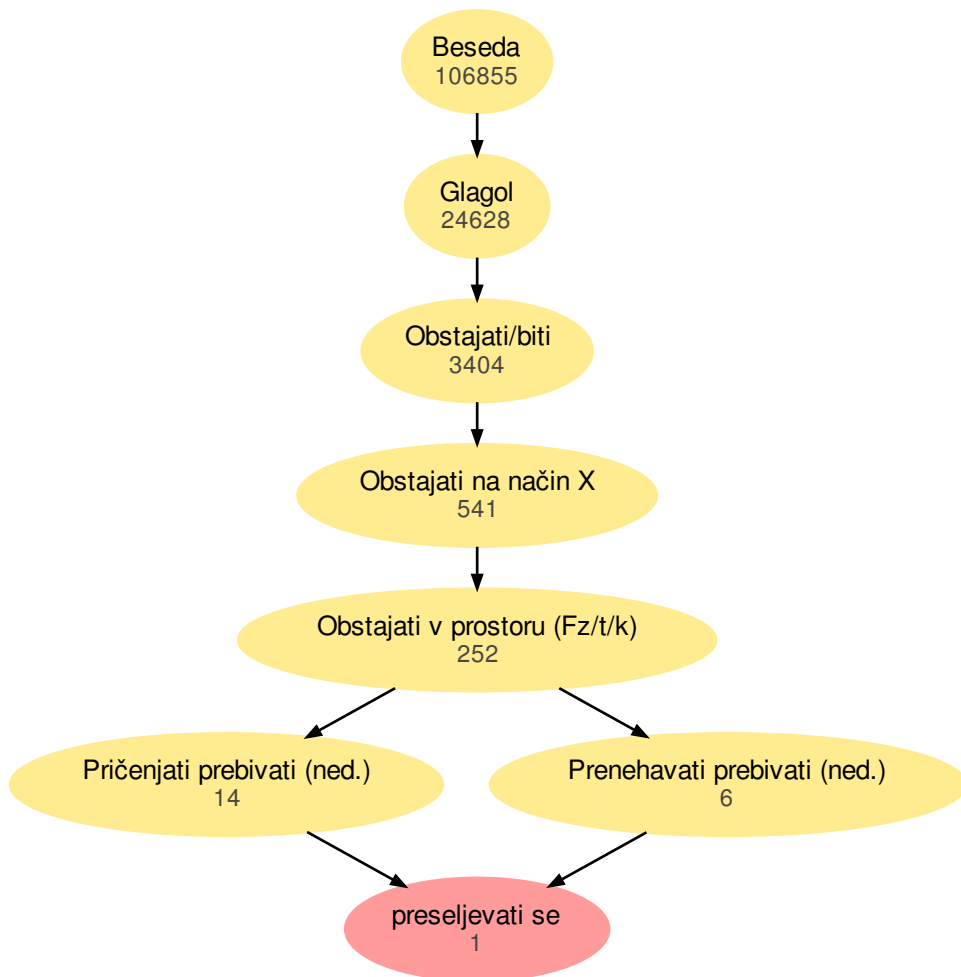 Beseda
106855
Glagol
24628
Obstajati/biti
3404
Obstajati na način X
541
Obstajati v prostoru (Fz/t/k)
252
Pričenjati prebivati (ned.)
14
Prenehavati prebivati (ned.)
6
preseljevati se
1